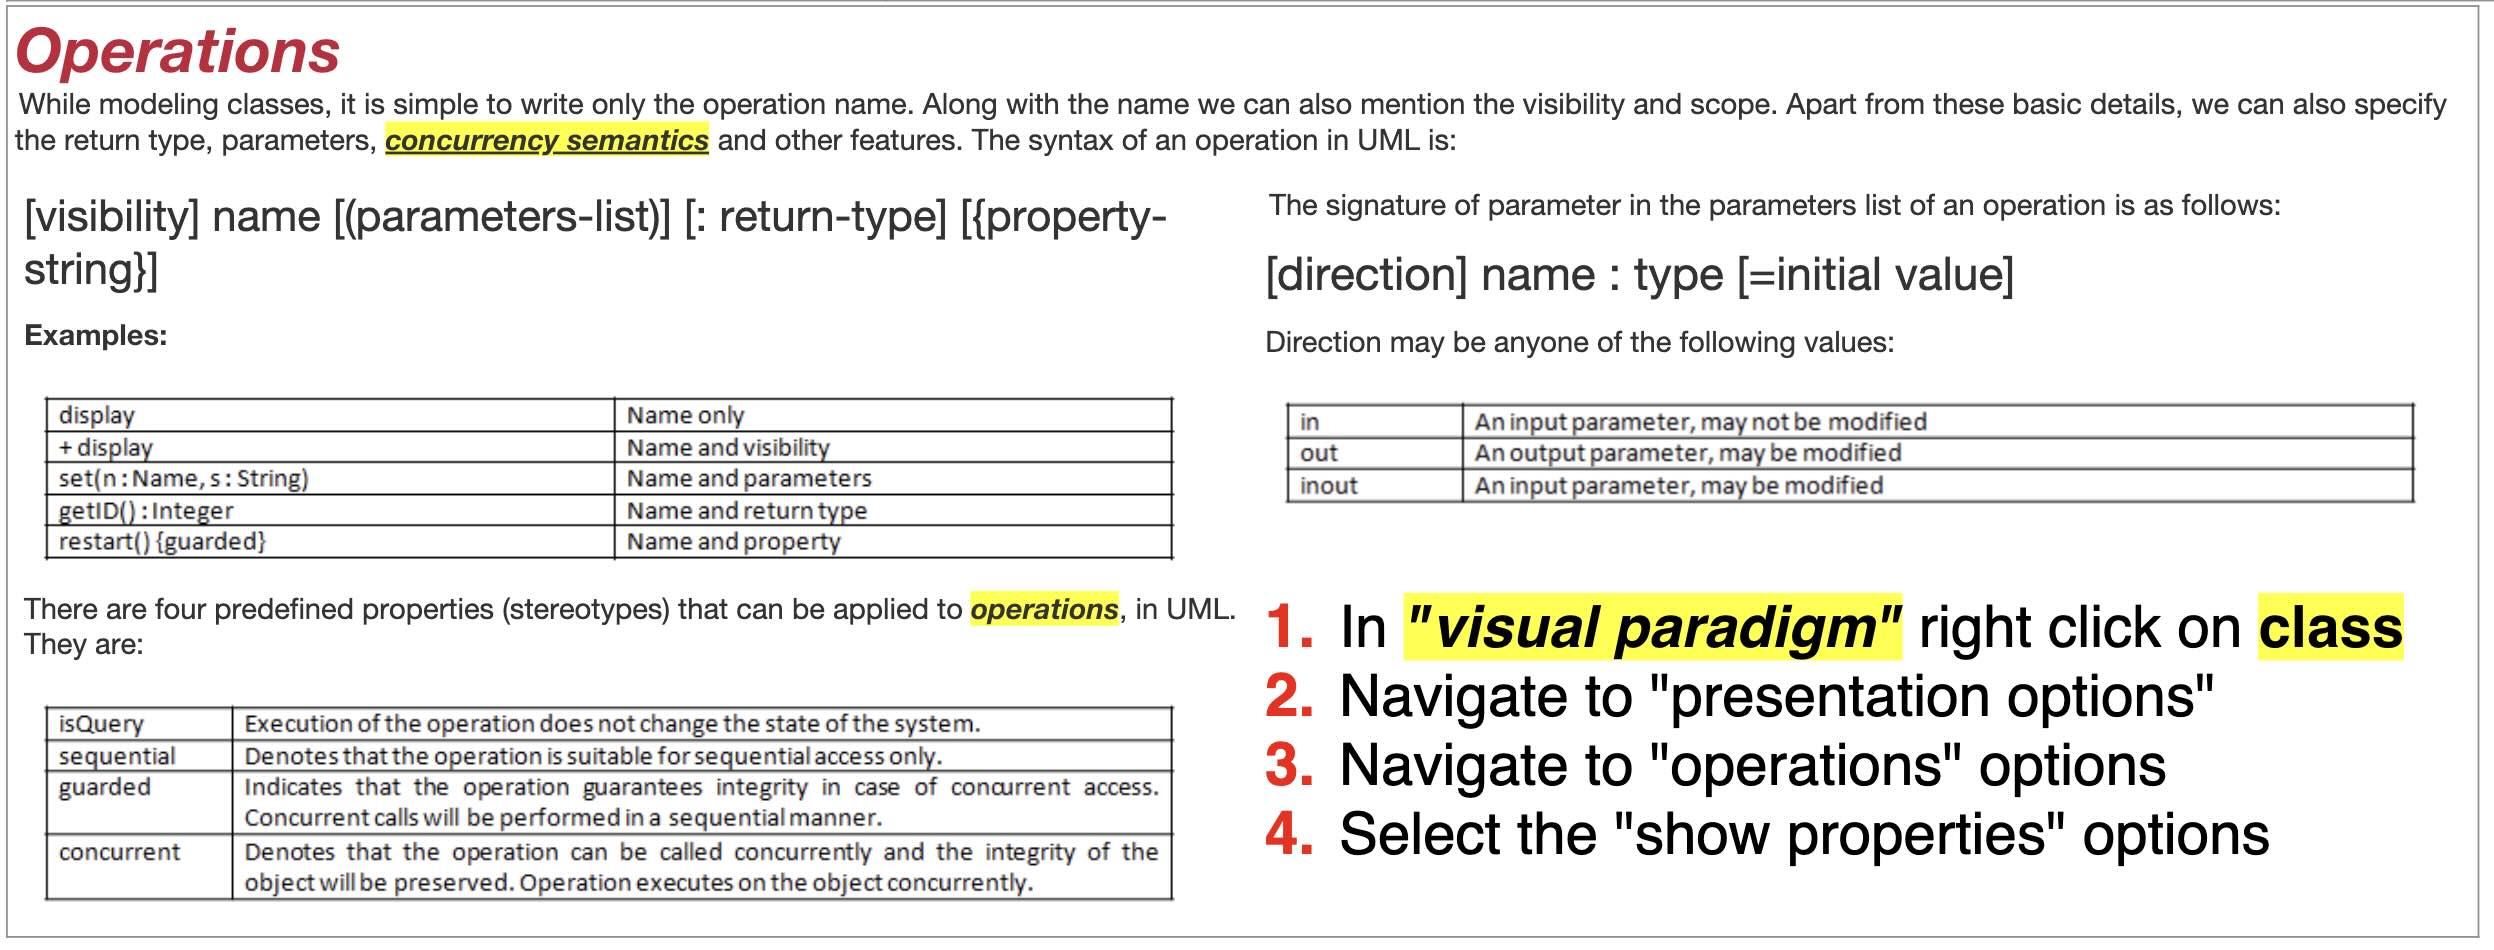 Operations
While modeling classes, it is simple to write only the operation name. Along with the name we can also mention the visibility and scope. Apart from these basic details, we can also specify
the return type, parameters, concurrency semantics and other features. The syntax of an operation in UML is:
[visibility] name [(parameters-list)] [: return-type] [{property-
string}]
Examples:
display Name only
+ display Name and visibility
set(n : Name, s : String) Name and parameters
getID() : Integer Name and return type
restart() {guarded} Name and property
There are four predefined properties (stereotypes) that can be applied to operations, in UML.
They are:
isQuery Execution of the operation does not change the state of the system.
sequential Denotes that the operation is suitable for sequential access only.
guarded Indicates that the operation guarantees integrity in case of concurrent access.
Concurrent calls will be performed in a sequential manner.
concurrent Denotes that the operation can be called concurrently and the integrity of the
object will be preserved. Operation executes on the object concurrently.
The signature of parameter in the parameters list of an operation is as follows:
[direction] name : type [=initial value]
Direction may be anyone of the following values:
in An input parameter, may not be modified
out An output parameter, may be modified
inout An input parameter, may be modified
1. In "visual paradigm" right click on class
2. Navigate to "presentation options"
3. Navigate to "operations" options
4. Select the "show properties" options